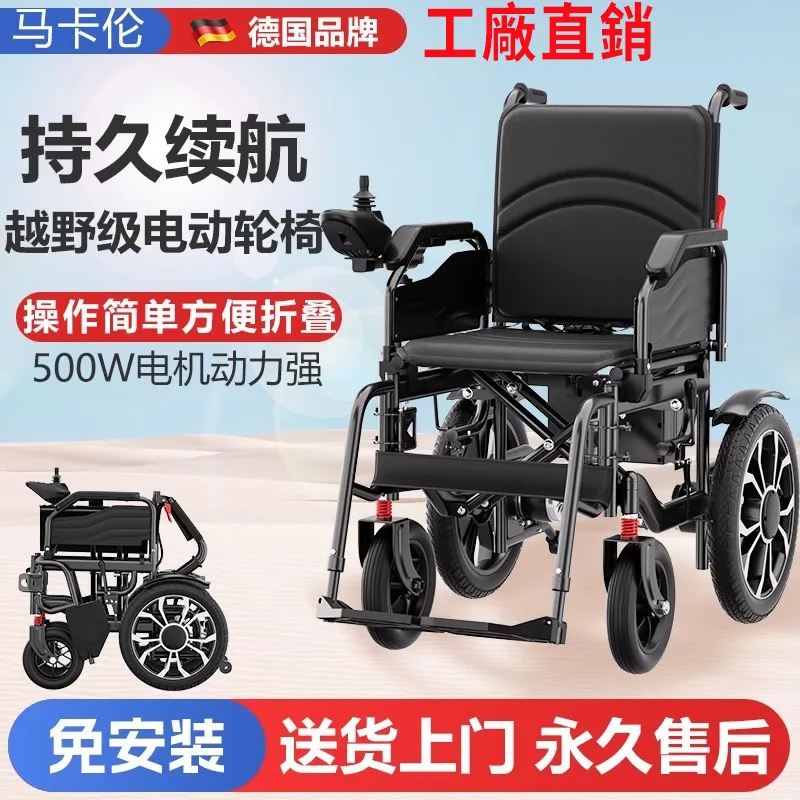 马卡伦
德国品牌
工廠直銷
持久续航
越野级电动轮椅
操作简单方便折叠
500W电机动力强
免安装
送货上门 永久售后